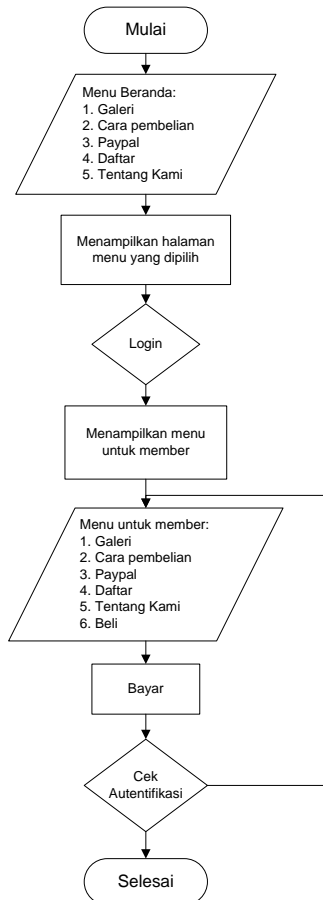 Mulai
Menu Beranda:
1. Galeri
2. Cara pembelian
3. Paypal
4. Daftar
5. Tentang Kami
Menampilkan halaman
menu yang dipilih
Login
Menampilkan menu
untuk member
Menu untuk member:
1. Galeri
2. Cara pembelian
3. Paypal
4. Daftar
5. Tentang Kami
6. Beli
Bayar
Cek
Autentifikasi
Selesai